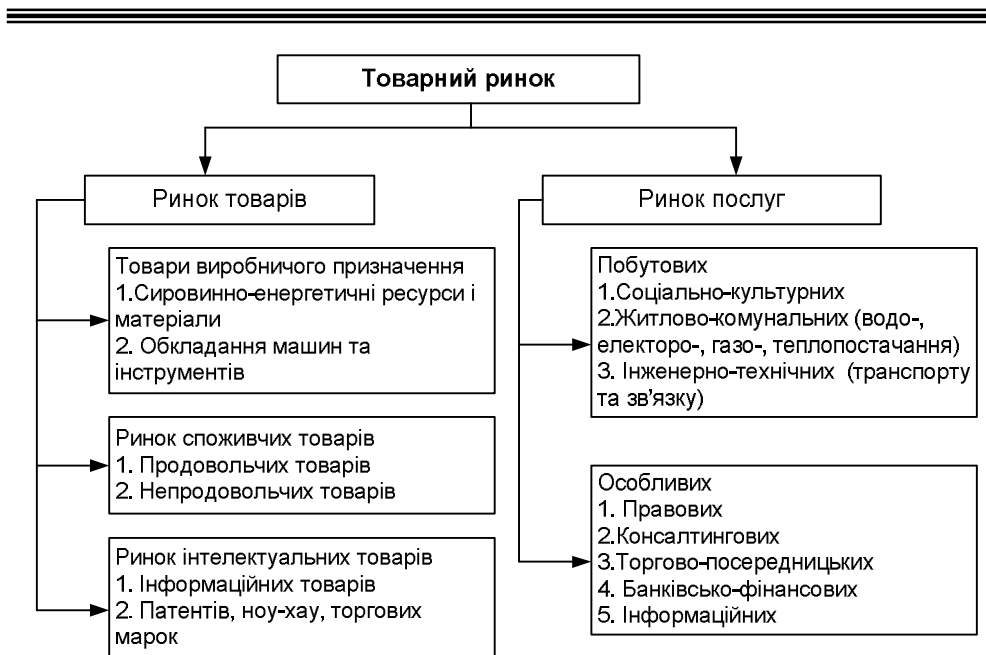 Товарний ринок
Ринок товарів
Ринок послуг
Товари виробничого призначення
1.Сировинно-енергетичні ресурси і
матеріали
2. Обкладання машин та
інструментів
Ринок споживчих товарів
1. Продовольчих товарів
2. Непродовольчих товарів
Ринок інтелектуальних товарів
1. Інформаційних товарів
2. Патентів, ноу-хау, торгових
марок
Побутових
1.Соціально-культурних
2.Житлово-комунальних (водо-,
електоро-, газо-, теплопостачання)
3. Інженерно-технічних (транспорту
та зв'язку)
Особливих
1. Правових
2.Консалтингових
3.Торгово-посередницьких
4. Банківсько-фінансових
5. Інформаційних